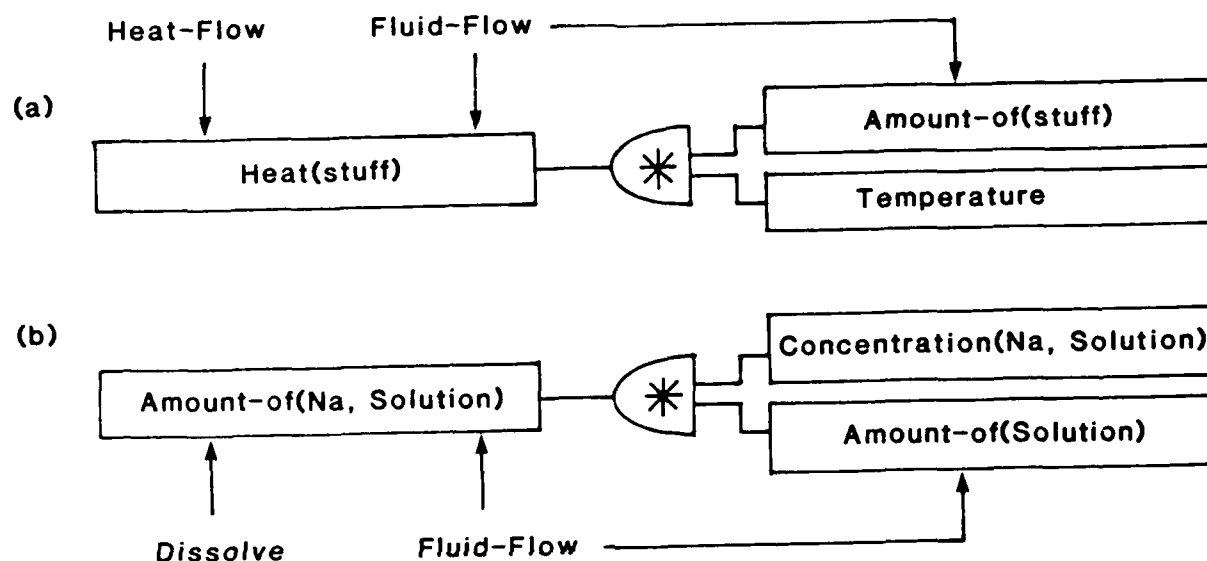 Heat-Flow Fluid-Flow
(a)
Amount-of(stuff)
Heat(stuff)
*
Temperature
(b)
Concentration(Na, Solution)
Amount-of(Na, Solution)
*
Amount-of(Solution)
Dissolve Fluid-Flow